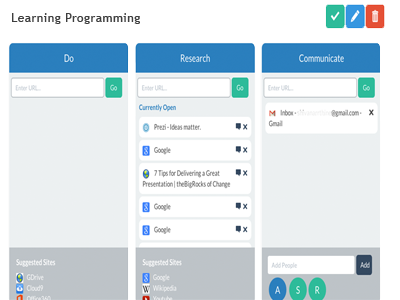 Learning Programming
Do
Research
Communicate
Enter URL...
Go
Enter URL...
Go
Enter URL...
Go
Currently Open
Prezi - Ideas matter.
Google
7 Tips for Delivering a Great
Presentation | theBigRocks of Change
Google
Google
Inbox - @gmail.com -
Gmail
Suggested Sites
GDrive
Cloud9
Office360
Suggested Sites
Google
Wikipedia
Youtube
Add People
Add
A
S
R